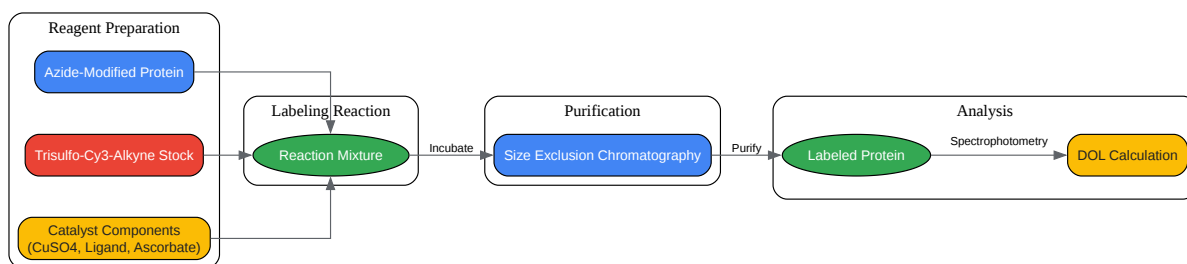 Reagent Preparation
Azide-Modified Protein
Trisulfo-Cy3-Alkyne Stock
Catalyst Components
(CuSO4, Ligand, Ascorbate)
Labeling Reaction
Reaction Mixture
Incubate
Purification
Size Exclusion Chromatography
Purify
Analysis
Labeled Protein
Spectrophotometry
DOL Calculation